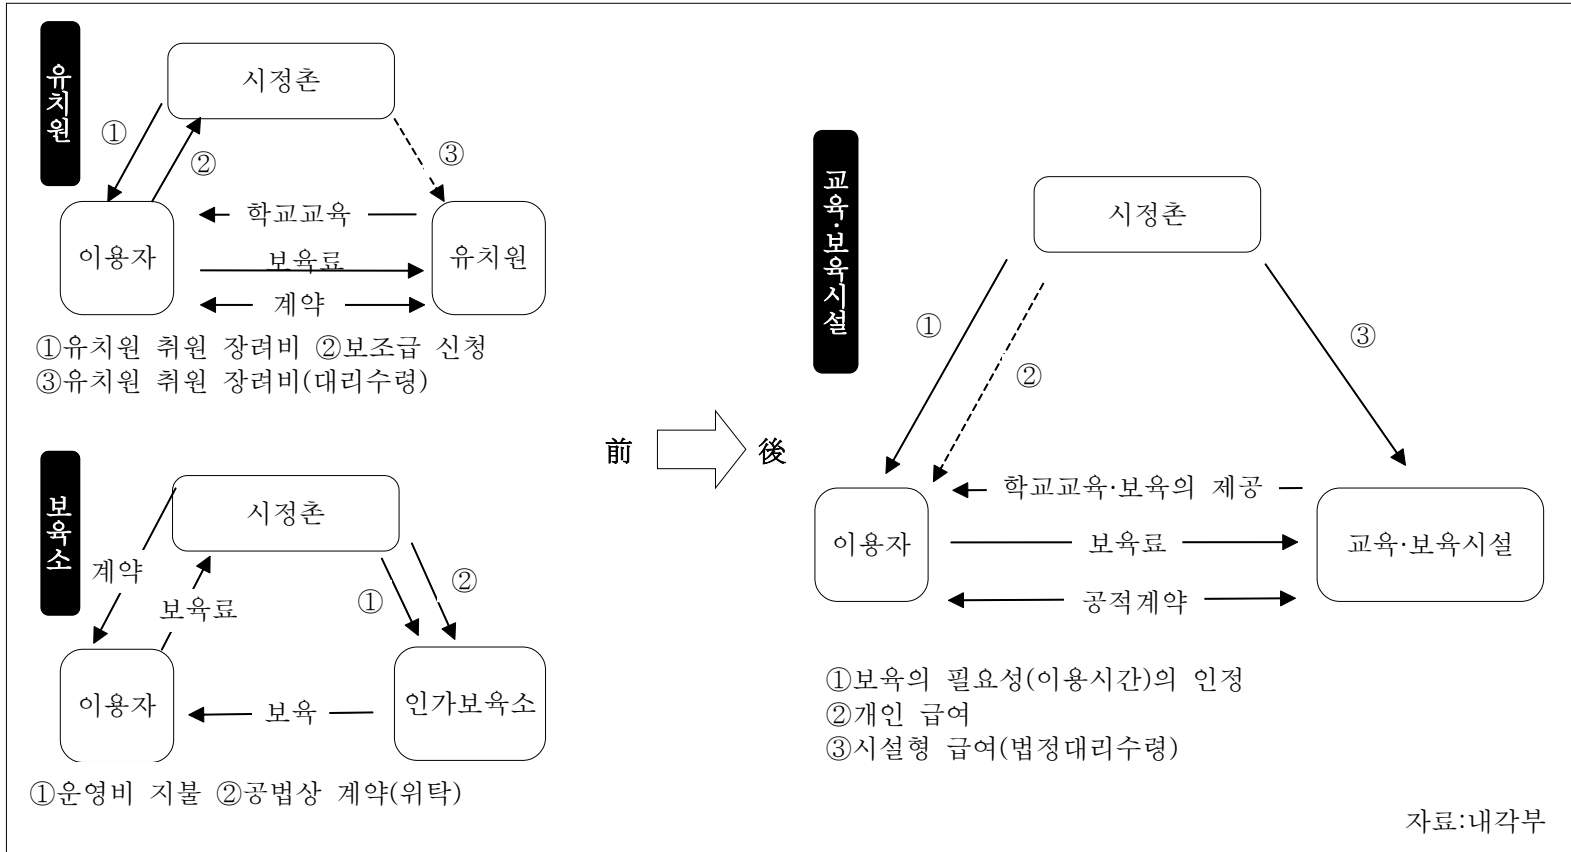 유치원
시정촌
①
②
③
학교교육
이용자
보육료
유치원
계약
①유치원 취원 장려비 ②보조급 신청
③유치원 취원 장려비(대리수령)
보육소
시정촌
계약
보육료
①
②
이용자
보육
인가보육소
①운영비 지불 ②공법상 계약(위탁)
前
後
교육·보육시설
시정촌
①
②
③
학교교육·보육의 제공
이용자
보육료
교육·보육시설
공적계약
①보육의 필요성(이용시간)의 인정
②개인 급여
③시설형 급여(법정대리수령)
자료:내각부